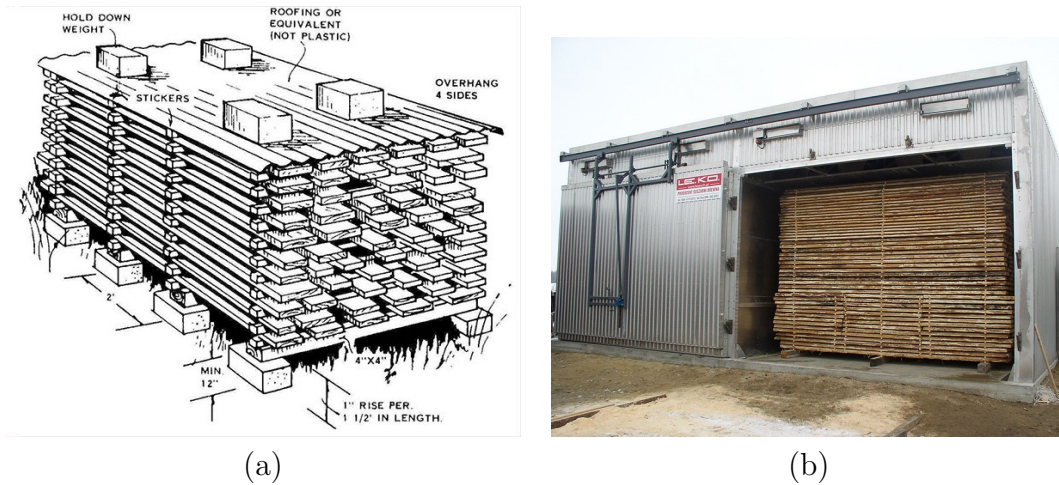 HOLD DOWN
WEIGHT
ROOFING OR
EQUIVALENT
(NOT PLASTIC)
OVERHANG
4 SIDES
STICKERS
2'
4"X4"
MIN.
12"
1" RISE PER.
1 1/2' IN LENGTH.
(a)
(b)